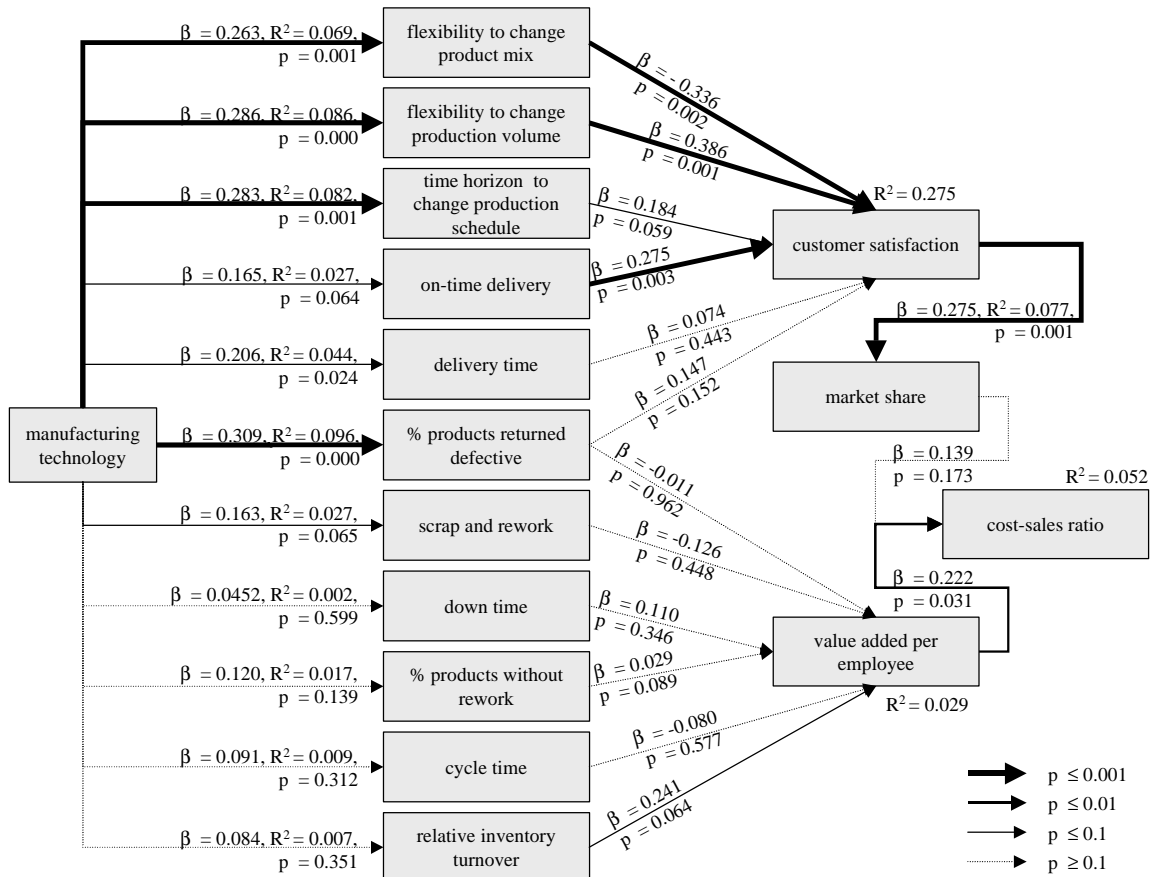 β = 0.263, R² = 0.069,
p = 0.001
flexibility to change
product mix
β = - 0.336
p = 0.002
β = 0.286, R² = 0.086,
p = 0.000
flexibility to change
production volume
β = 0.386
p = 0.001
β = 0.283, R² = 0.082,
p = 0.001
time horizon to
change production
schedule
β = 0.184
p = 0.059
R² = 0.275
customer satisfaction
β = 0.165, R² = 0.027,
p = 0.064
on-time delivery
β = 0.275
p = 0.003
β = 0.275, R² = 0.077,
p = 0.001
β = 0.206, R² = 0.044,
p = 0.024
delivery time
β = 0.074
p = 0.443
β = 0.147
p = 0.152
market share
manufacturing
technology
β = 0.309, R² = 0.096,
p = 0.000
% products returned
defective
β = -0.011
p = 0.962
β = 0.139
p = 0.173
R² = 0.052
cost-sales ratio
β = 0.163, R² = 0.027,
p = 0.065
scrap and rework
β = -0.126
p = 0.448
β = 0.222
p = 0.031
β = 0.0452, R² = 0.002,
p = 0.599
down time
β = 0.110
p = 0.346
value added per
employee
R² = 0.029
β = 0.120, R² = 0.017,
p = 0.139
% products without
rework
β = 0.029
p = 0.089
β = 0.091, R² = 0.009,
p = 0.312
cycle time
β = -0.080
p = 0.577
β = 0.084, R² = 0.007,
p = 0.351
relative inventory
turnover
β = 0.241
p = 0.064
p ≤ 0.001
p ≤ 0.01
p ≤ 0.1
p ≥ 0.1